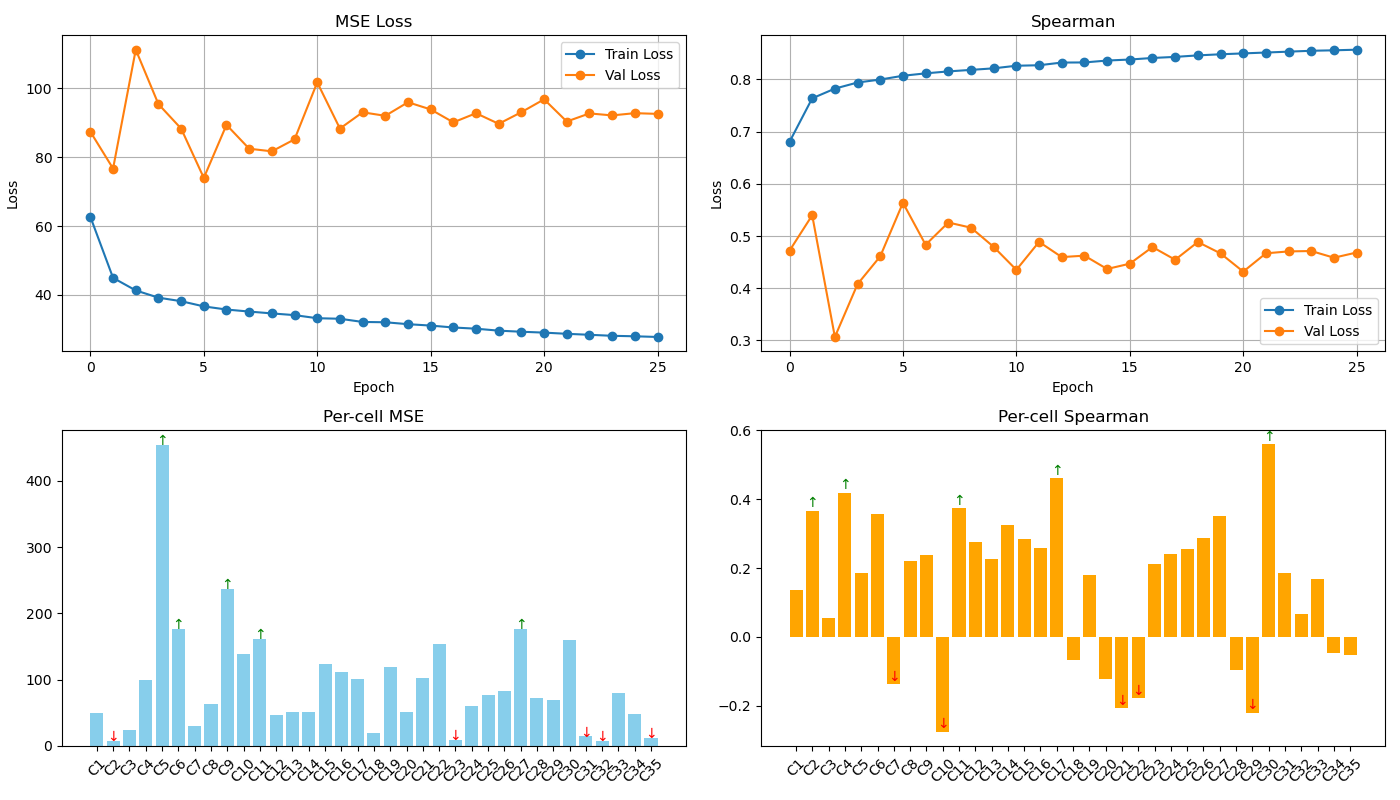 MSE Loss
Loss
100
80
60
40
0
5
10
15
20
25
Epoch
Train Loss
Val Loss
Spearman
Loss
0.8
0.7
0.6
0.5
0.4
0.3
0
5
10
15
20
25
Epoch
Train Loss
Val Loss
Per-cell MSE
400
300
200
100
0
↑
↑
↑
↑
↑
↓
↓
↓
↓
↓
C1
C2
C3
C4
C5
C6
C7
C8
C9
C10
C11
C12
C13
C14
C15
C16
C17
C18
C19
C20
C21
C22
C23
C24
C25
C26
C27
C28
C29
C30
C31
C32
C33
C34
C35
Per-cell Spearman
0.6
0.4
0.2
0.0
−0.2
↑
↑
↑
↑
↑
↓
↓
↓
↓
↓
C1
C2
C3
C4
C5
C6
C7
C8
C9
C10
C11
C12
C13
C14
C15
C16
C17
C18
C19
C20
C21
C22
C23
C24
C25
C26
C27
C28
C29
C30
C31
C32
C33
C34
C35